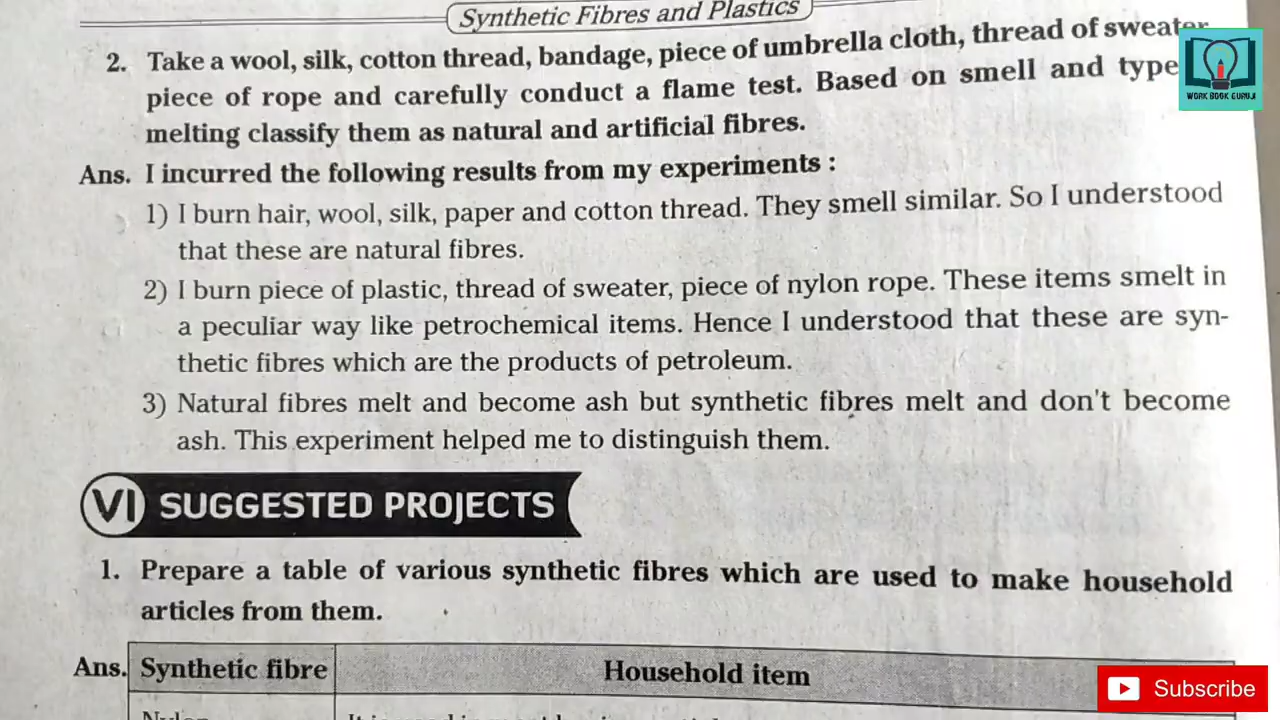 Synthetic Fibres and Plastics
2. Take a wool, silk, cotton thread, bandage, piece of umbrella cloth, thread of sweater
piece of rope and carefully conduct a flame test. Based on smell and type
melting classify them as natural and artificial fibres.
Ans. I incurred the following results from my experiments :
1) I burn hair, wool, silk, paper and cotton thread. They smell similar. So I understood
that these are natural fibres.
2) I burn piece of plastic, thread of sweater, piece of nylon rope. These items smelt in
a peculiar way like petrochemical items. Hence I understood that these are syn-
thetic fibres which are the products of petroleum.
3) Natural fibres melt and become ash but synthetic fibres melt and don't become
ash. This experiment helped me to distinguish them.
VI SUGGESTED PROJECTS
1. Prepare a table of various synthetic fibres which are used to make household
articles from them.
Ans. Synthetic fibre Household item
Nylon
WORK BOOK GURUJI
Subscribe